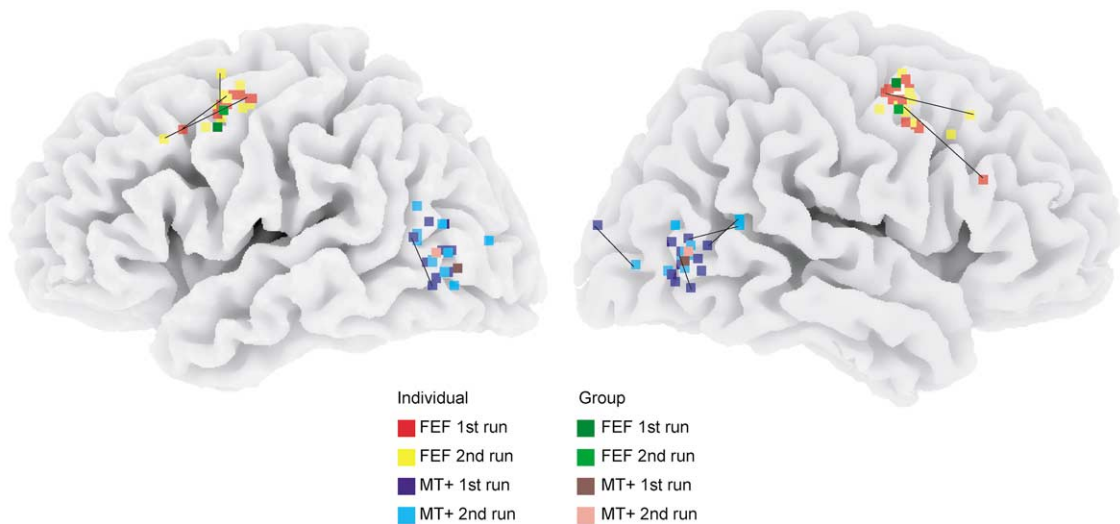 Individual
FEF 1st run
FEF 2nd run
MT+ 1st run
MT+ 2nd run
Group
FEF 1st run
FEF 2nd run
MT+ 1st run
MT+ 2nd run